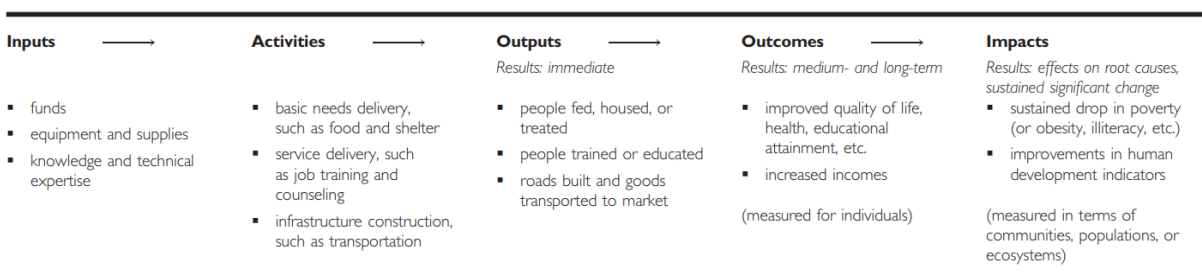 Inputs ⟶ Activities ⟶ Outputs ⟶ Outcomes ⟶ Impacts
Results: immediate
Results: medium- and long-term
Results: effects on root causes,
sustained significant change
▪ funds
▪ equipment and supplies
▪ knowledge and technical
expertise
▪ basic needs delivery,
such as food and shelter
▪ service delivery, such
as job training and
counseling
▪ infrastructure construction,
such as transportation
▪ people fed, housed, or
treated
▪ people trained or educated
▪ roads built and goods
transported to market
▪ improved quality of life,
health, educational
attainment, etc.
▪ increased incomes
(measured for individuals)
▪ sustained drop in poverty
(or obesity, illiteracy, etc.)
▪ improvements in human
development indicators
(measured in terms of
communities, populations, or
ecosystems)